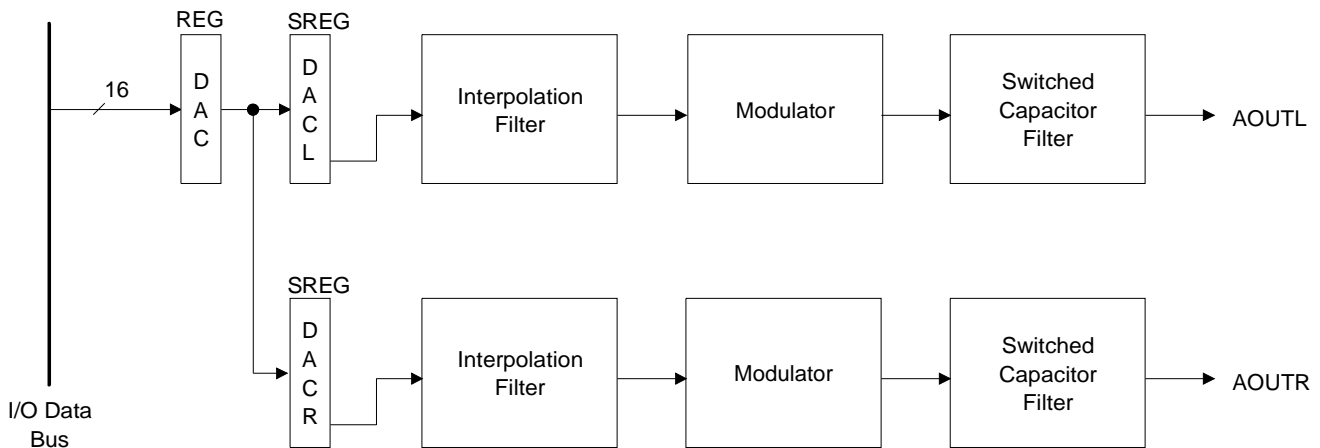 REG
SREG
16
D
A
C
D
A
C
L
Interpolation
Filter
Modulator
Switched
Capacitor
Filter
AOUTL
SREG
D
A
C
R
Interpolation
Filter
Modulator
Switched
Capacitor
Filter
AOUTR
I/O Data
Bus